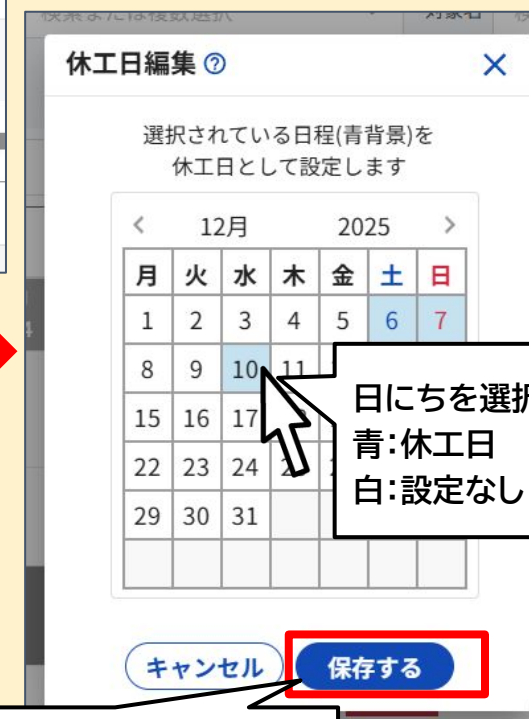 休工日編集
選択されている日程(青背景)を
休工日として設定します
< 12月 2025 >
月 火 水 木 金 土 日
1 2 3 4 5 6 7
8 9 10 11
15 16 17
22 23 24
29 30 31
日にちを選択
青：休工日
白：設定なし
キャンセル 保存する